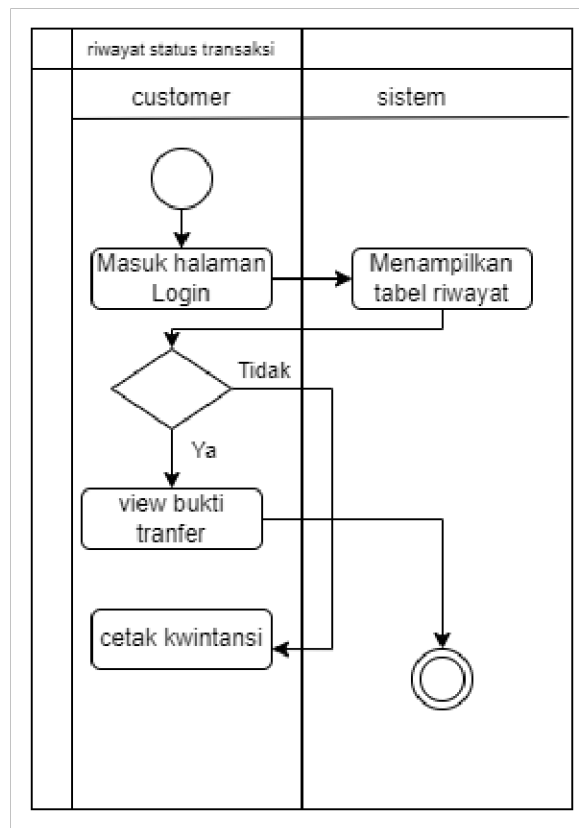 riwayat status transaksi
customer
sistem
Masuk halaman
Login
Menampilkan
tabel riwayat
Tidak
Ya
view bukti
tranfer
cetak kwintansi